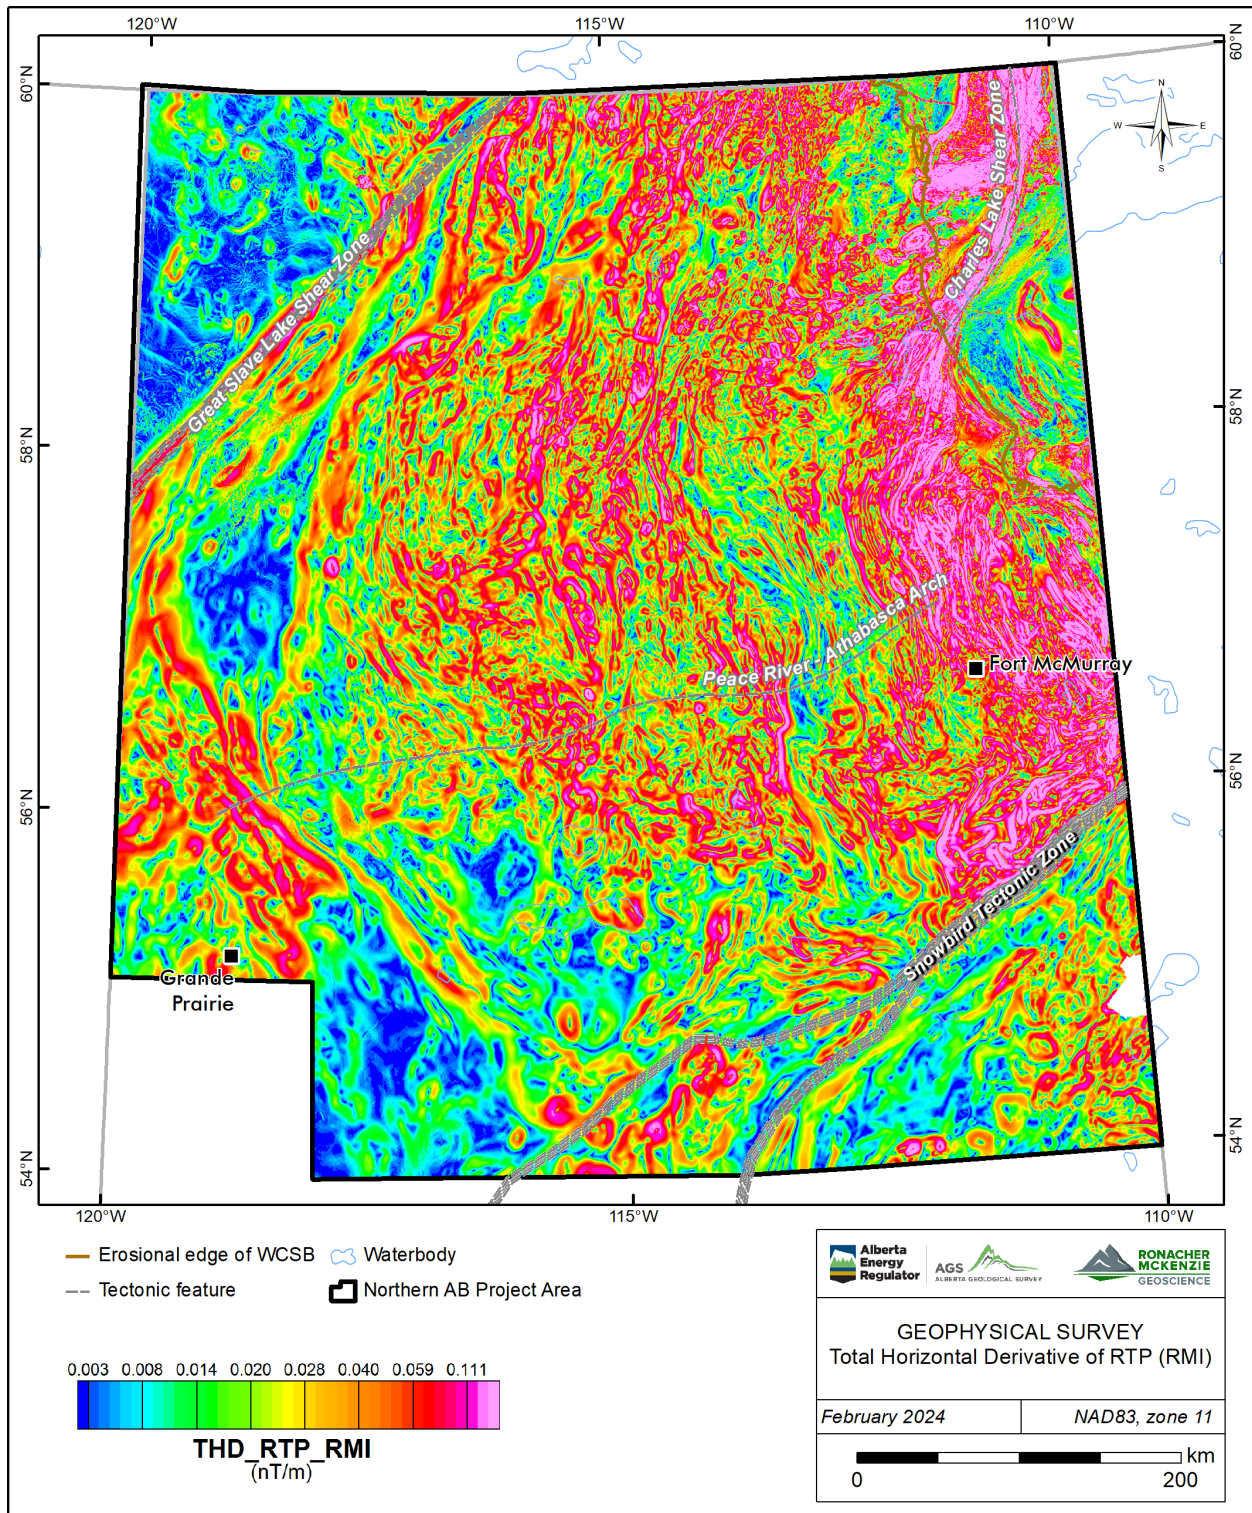 120°W 115°W 110°W
60°N
60°N
N
W E
S
Charles Lake Shear Zone
Great Slave Lake Shear Zone
58°N
58°N
Peace River - Athabasca Arch
Fort McMurray
56°N
56°N
Snowbird Tectonic Zone
Grande
Prairie
54°N
54°N
120°W 115°W 110°W
Erosional edge of WCSB
Waterbody
Tectonic feature
Northern AB Project Area
0.003 0.008 0.014 0.020 0.028 0.040 0.059 0.111
THD_RTP_RMI
(nT/m)
Alberta
Energy
Regulator
AGS
ALBERTA GEOLOGICAL SURVEY
RONACHER
MCKENZIE
GEOSCIENCE
GEOPHYSICAL SURVEY
Total Horizontal Derivative of RTP (RMI)
February 2024
NAD83, zone 11
km
0 200